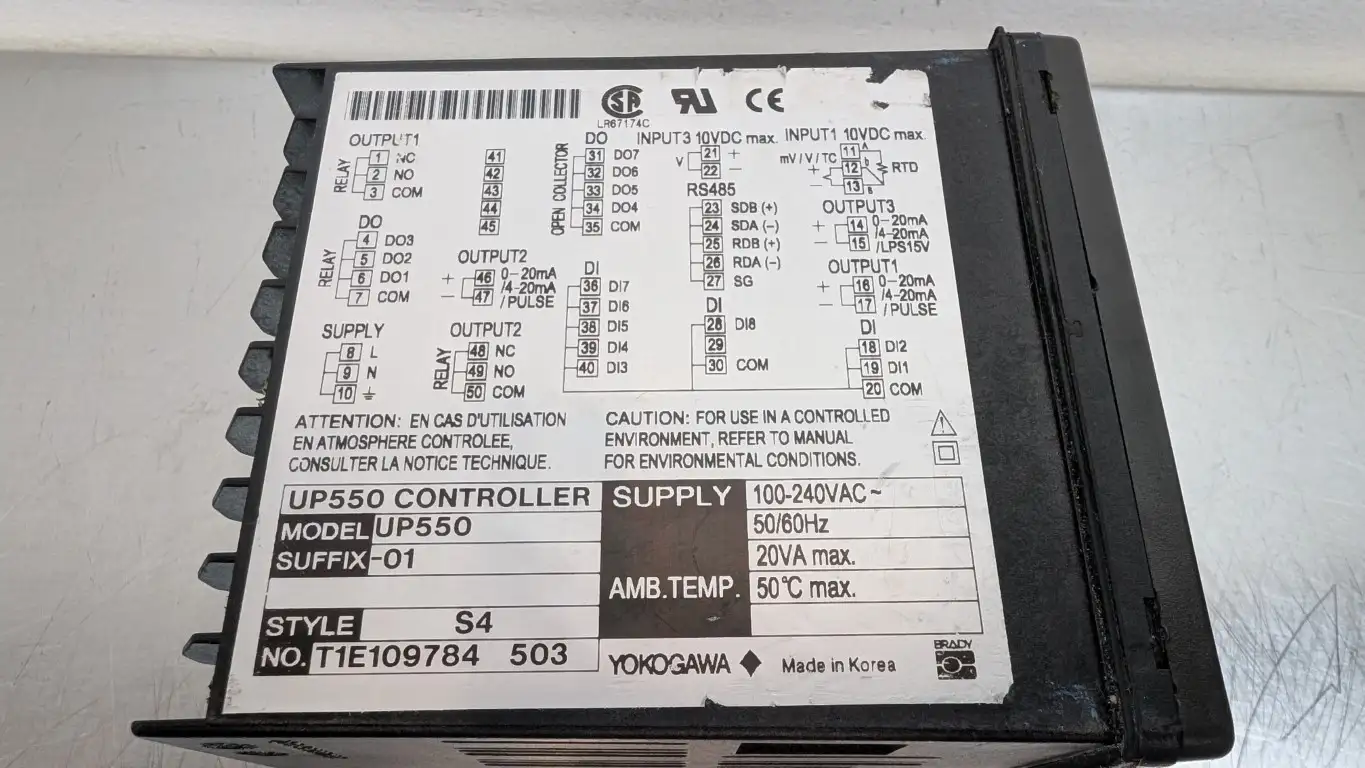 LR67174C
OUTPUT1
RELAY
1 NC
2 NO
3 COM
DO
RELAY
4 DO3
5 DO2
6 DO1
7 COM
SUPPLY
8 L
9 N
10
41
42
43
44
45
OUTPUT2
+ 46 0-20mA
/4-20mA
- 47 /PULSE
OUTPUT2
RELAY
48 NC
49 NO
50 COM
DO
OPEN COLLECTOR
31 DO7
32 DO6
33 DO5
34 DO4
35 COM
DI
36 DI7
37 DI6
38 DI5
39 DI4
40 DI3
INPUT3 10VDC max.
V
21 +
22 -
RS485
23 SDB (+)
24 SDA (-)
25 RDB (+)
26 RDA (-)
27 SG
DI
28 DI8
29
30 COM
INPUT1 10VDC max.
mV/V/TC
11 A
+ 12 b RTD
- 13 B
OUTPUT3
+ 14 0-20mA
/4-20mA
- 15 /LPS15V
OUTPUT1
+ 16 0-20mA
/4-20mA
- 17 /PULSE
DI
18 DI2
19 DI1
20 COM
ATTENTION: EN CAS D'UTILISATION
EN ATMOSPHERE CONTROLEE,
CONSULTER LA NOTICE TECHNIQUE.
CAUTION: FOR USE IN A CONTROLLED
ENVIRONMENT, REFER TO MANUAL
FOR ENVIRONMENTAL CONDITIONS.
UP550 CONTROLLER
MODEL UP550
SUFFIX -01
STYLE S4
NO. T1E109784 503
SUPPLY 100-240VAC~
50/60Hz
20VA max.
AMB.TEMP. 50°C max.
YOKOGAWA ◆ Made in Korea
BRADY